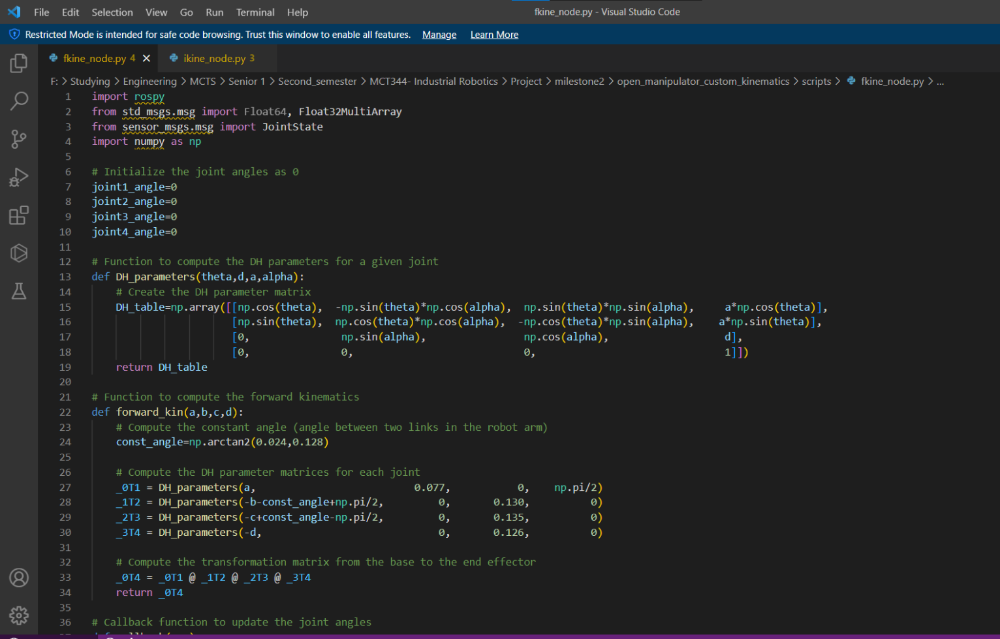 File Edit Selection View Go Run Terminal Help fkine_node.py - Visual Studio Code
Restricted Mode is intended for safe code browsing. Trust this window to enable all features. Manage Learn More
fkine_node.py 4 ikine_node.py 3
F: > Studying > Engineering > MCTS > Senior 1 > Second_semester > MCT344- Industrial Robotics > Project > milestone2 > open_manipulator_custom_kinematics > scripts > fkine_node.py > ...
1 import rospy
2 from std_msgs.msg import Float64, Float32MultiArray
3 from sensor_msgs.msg import JointState
4 import numpy as np
5
6 # Initialize the joint angles as 0
7 joint1_angle=0
8 joint2_angle=0
9 joint3_angle=0
10 joint4_angle=0
11
12 # Function to compute the DH parameters for a given joint
13 def DH_parameters(theta,d,a,alpha):
14 # Create the DH parameter matrix
15 DH_table=np.array([[np.cos(theta), -np.sin(theta)*np.cos(alpha), np.sin(theta)*np.sin(alpha), a*np.cos(theta)],
16 [np.sin(theta), np.cos(theta)*np.cos(alpha), -np.cos(theta)*np.sin(alpha), a*np.sin(theta)],
17 [0, np.sin(alpha), np.cos(alpha), d],
18 [0, 0, 0, 1]])
19 return DH_table
20
21 # Function to compute the forward kinematics
22 def forward_kin(a,b,c,d):
23 # Compute the constant angle (angle between two links in the robot arm)
24 const_angle=np.arctan2(0.024,0.128)
25
26 # Compute the DH parameter matrices for each joint
27 _0T1 = DH_parameters(a, 0.077, 0, np.pi/2)
28 _1T2 = DH_parameters(-b-const_angle+np.pi/2, 0, 0.130, 0)
29 _2T3 = DH_parameters(-c+const_angle-np.pi/2, 0, 0.135, 0)
30 _3T4 = DH_parameters(-d, 0, 0.126, 0)
31
32 # Compute the transformation matrix from the base to the end effector
33 _0T4 = _0T1 @ _1T2 @ _2T3 @ _3T4
34 return _0T4
35
36 # Callback function to update the joint angles